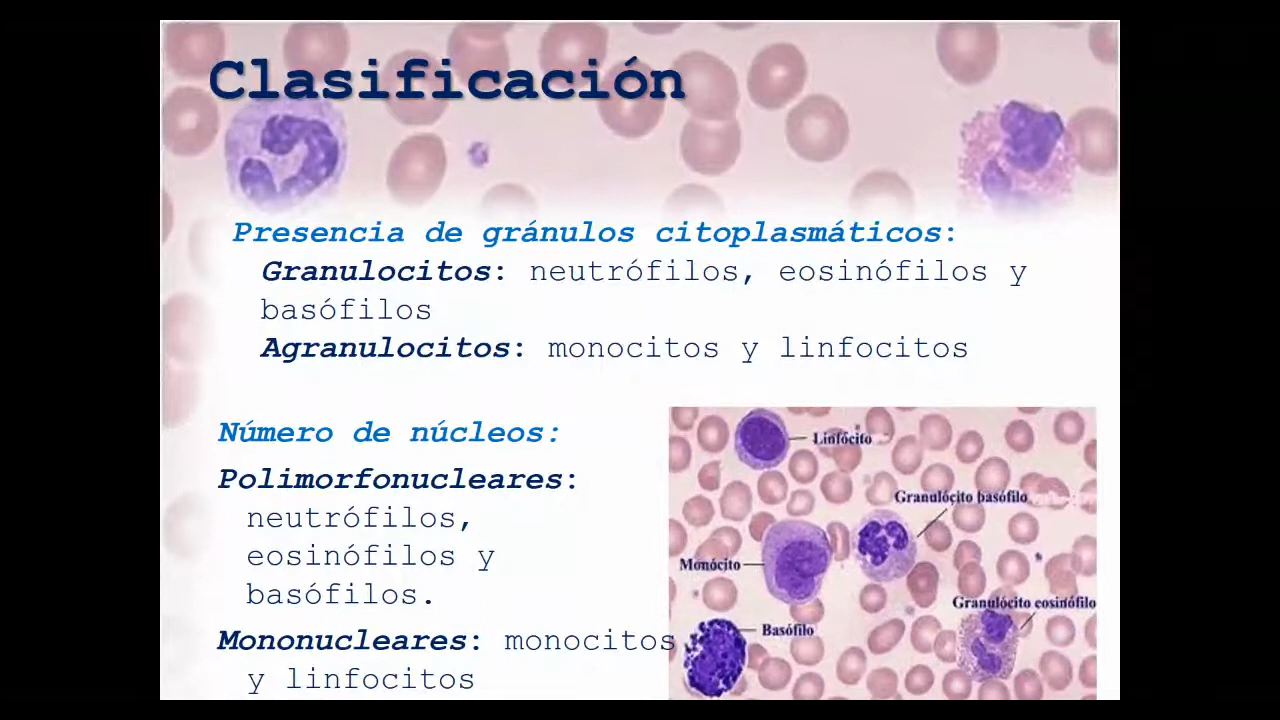 Clasificación
Presencia de gránulos citoplasmáticos:
Granulocitos: neutrófilos, eosinófilos y
basófilos
Agranulocitos: monocitos y linfocitos
Número de núcleos:
Polimorfonucleares:
neutrófilos,
eosinófilos y
basófilos.
Mononucleares: monocitos
y linfocitos
Linfócito
Granulócito basófilo
Monócito
Granulócito eosinófilo
Basófilo